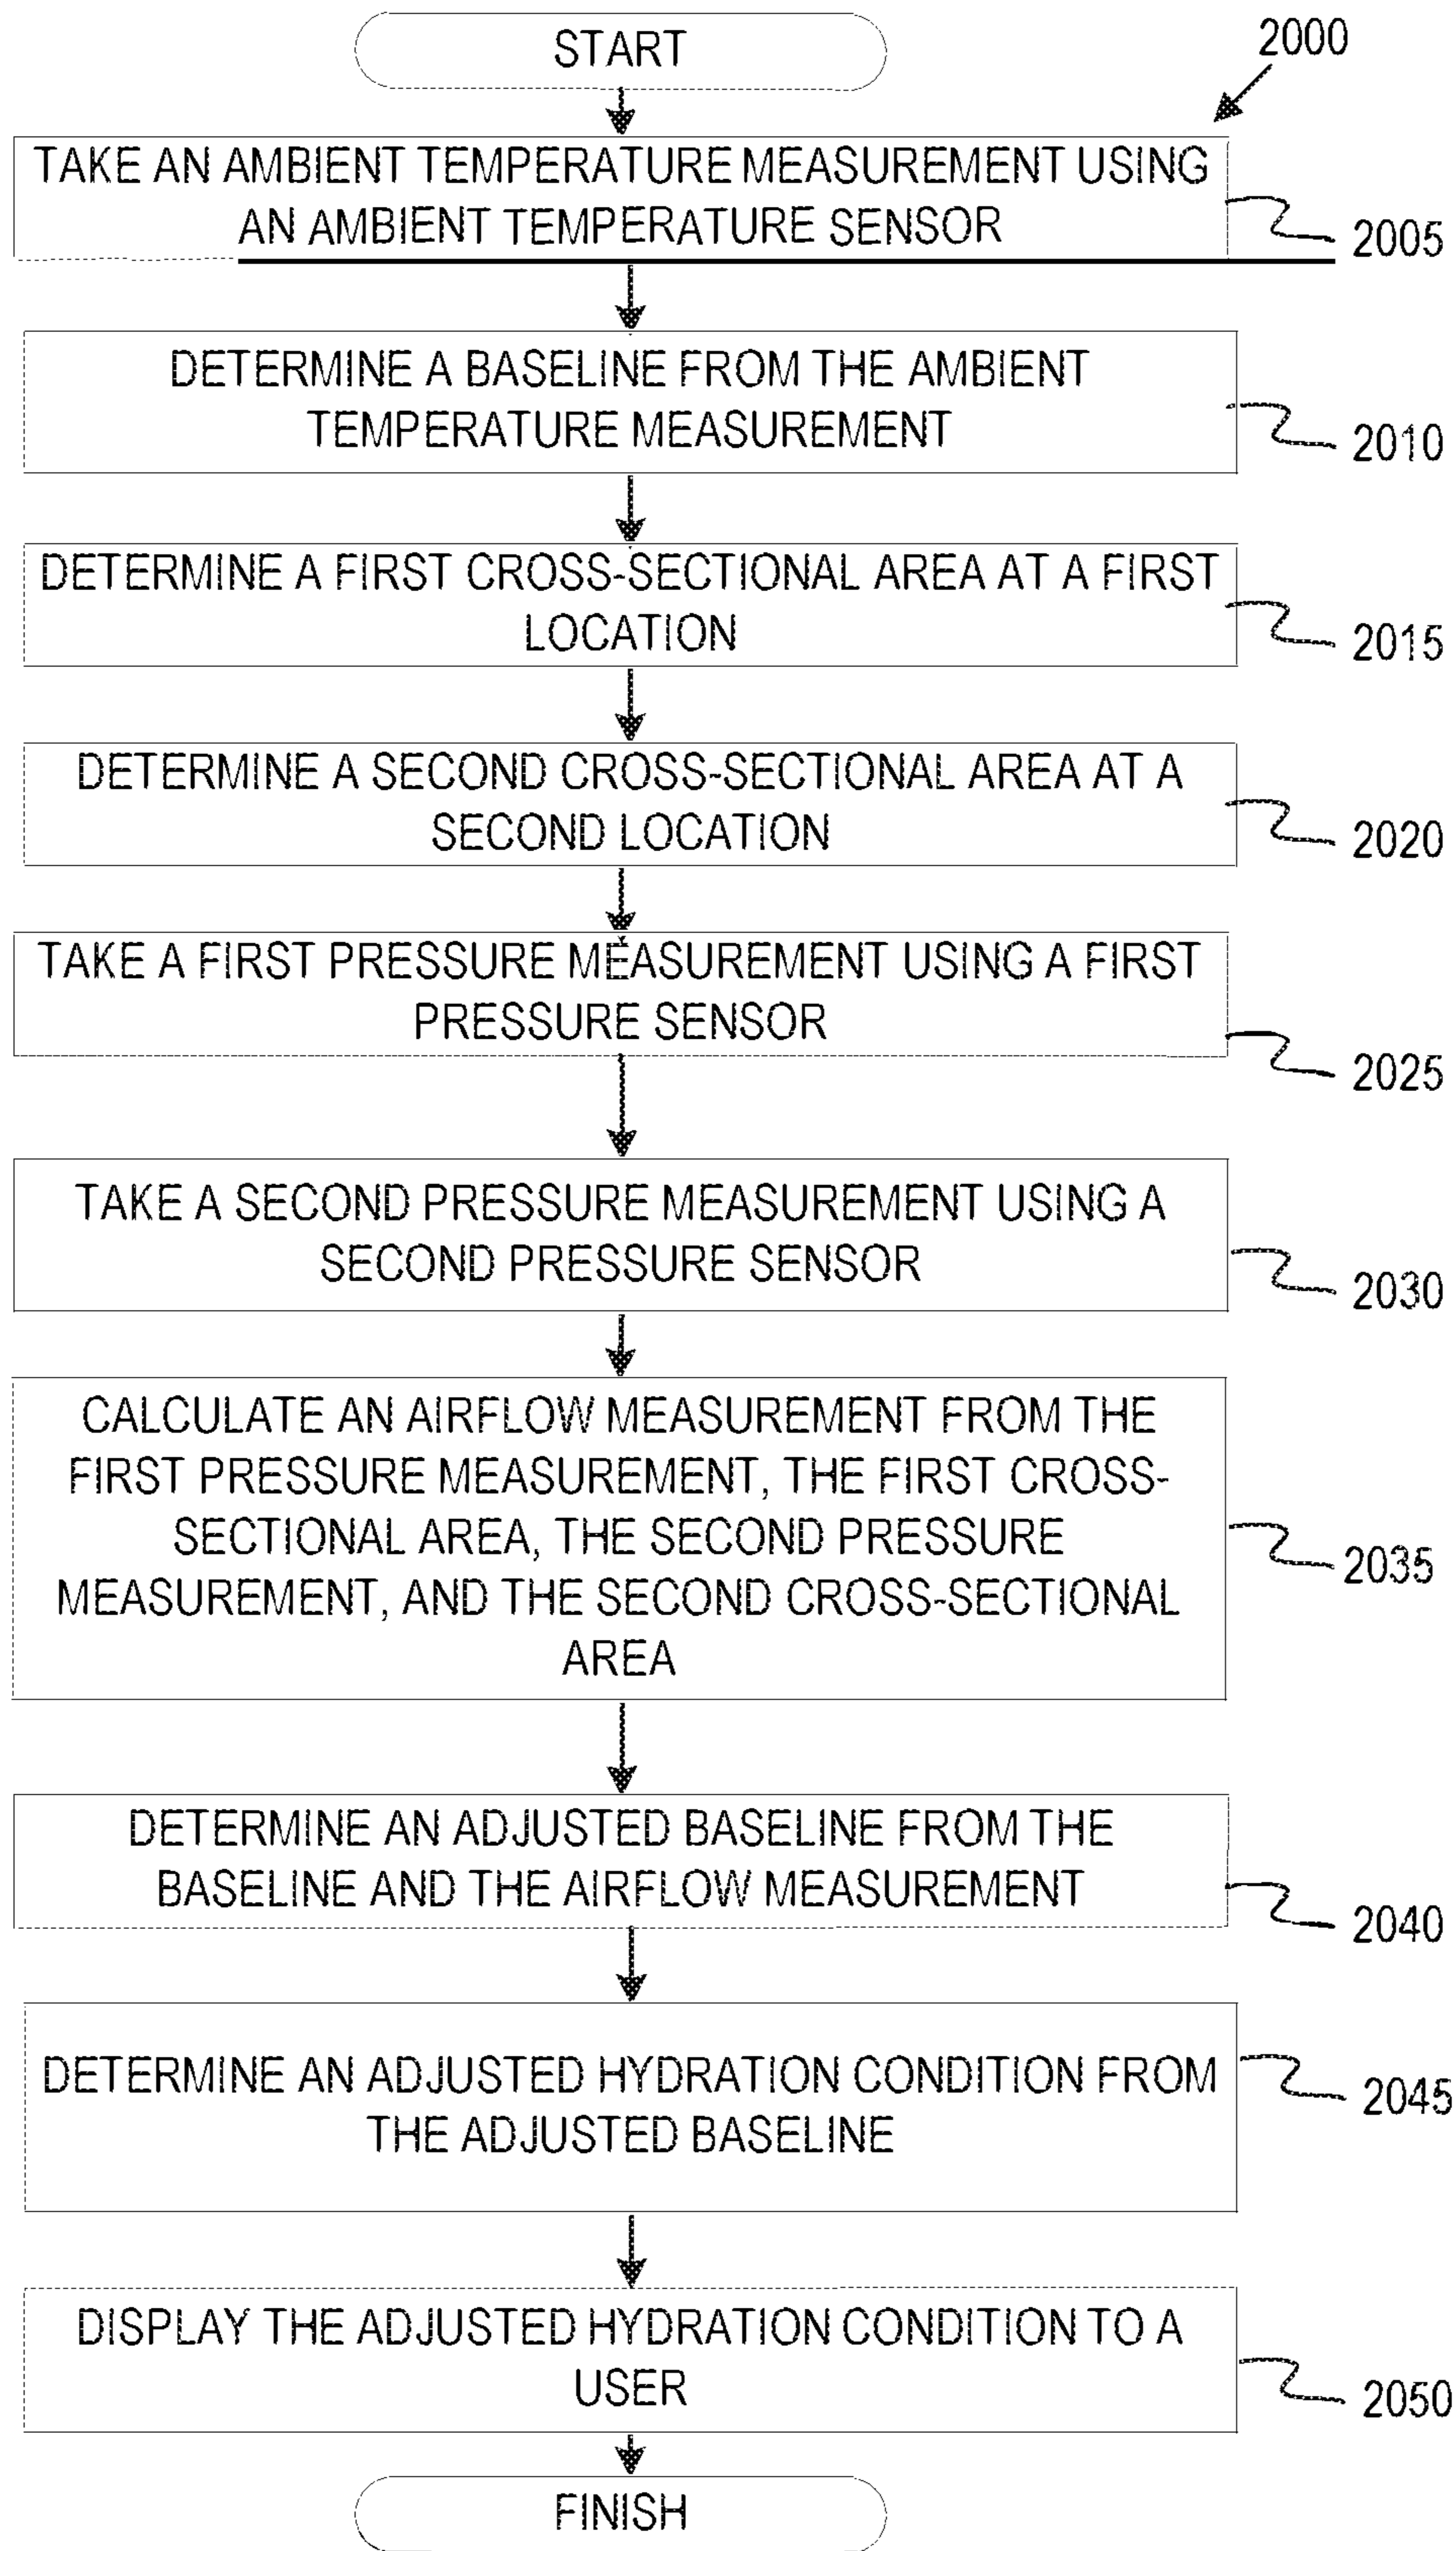 START
2000
TAKE AN AMBIENT TEMPERATURE MEASUREMENT USING
AN AMBIENT TEMPERATURE SENSOR
2005
DETERMINE A BASELINE FROM THE AMBIENT
TEMPERATURE MEASUREMENT
2010
DETERMINE A FIRST CROSS-SECTIONAL AREA AT A FIRST
LOCATION
2015
DETERMINE A SECOND CROSS-SECTIONAL AREA AT A
SECOND LOCATION
2020
TAKE A FIRST PRESSURE MEASUREMENT USING A FIRST
PRESSURE SENSOR
2025
TAKE A SECOND PRESSURE MEASUREMENT USING A
SECOND PRESSURE SENSOR
2030
CALCULATE AN AIRFLOW MEASUREMENT FROM THE
FIRST PRESSURE MEASUREMENT, THE FIRST CROSS-
SECTIONAL AREA, THE SECOND PRESSURE
MEASUREMENT, AND THE SECOND CROSS-SECTIONAL
AREA
2035
DETERMINE AN ADJUSTED BASELINE FROM THE
BASELINE AND THE AIRFLOW MEASUREMENT
2040
DETERMINE AN ADJUSTED HYDRATION CONDITION FROM
THE ADJUSTED BASELINE
2045
DISPLAY THE ADJUSTED HYDRATION CONDITION TO A
USER
2050
FINISH